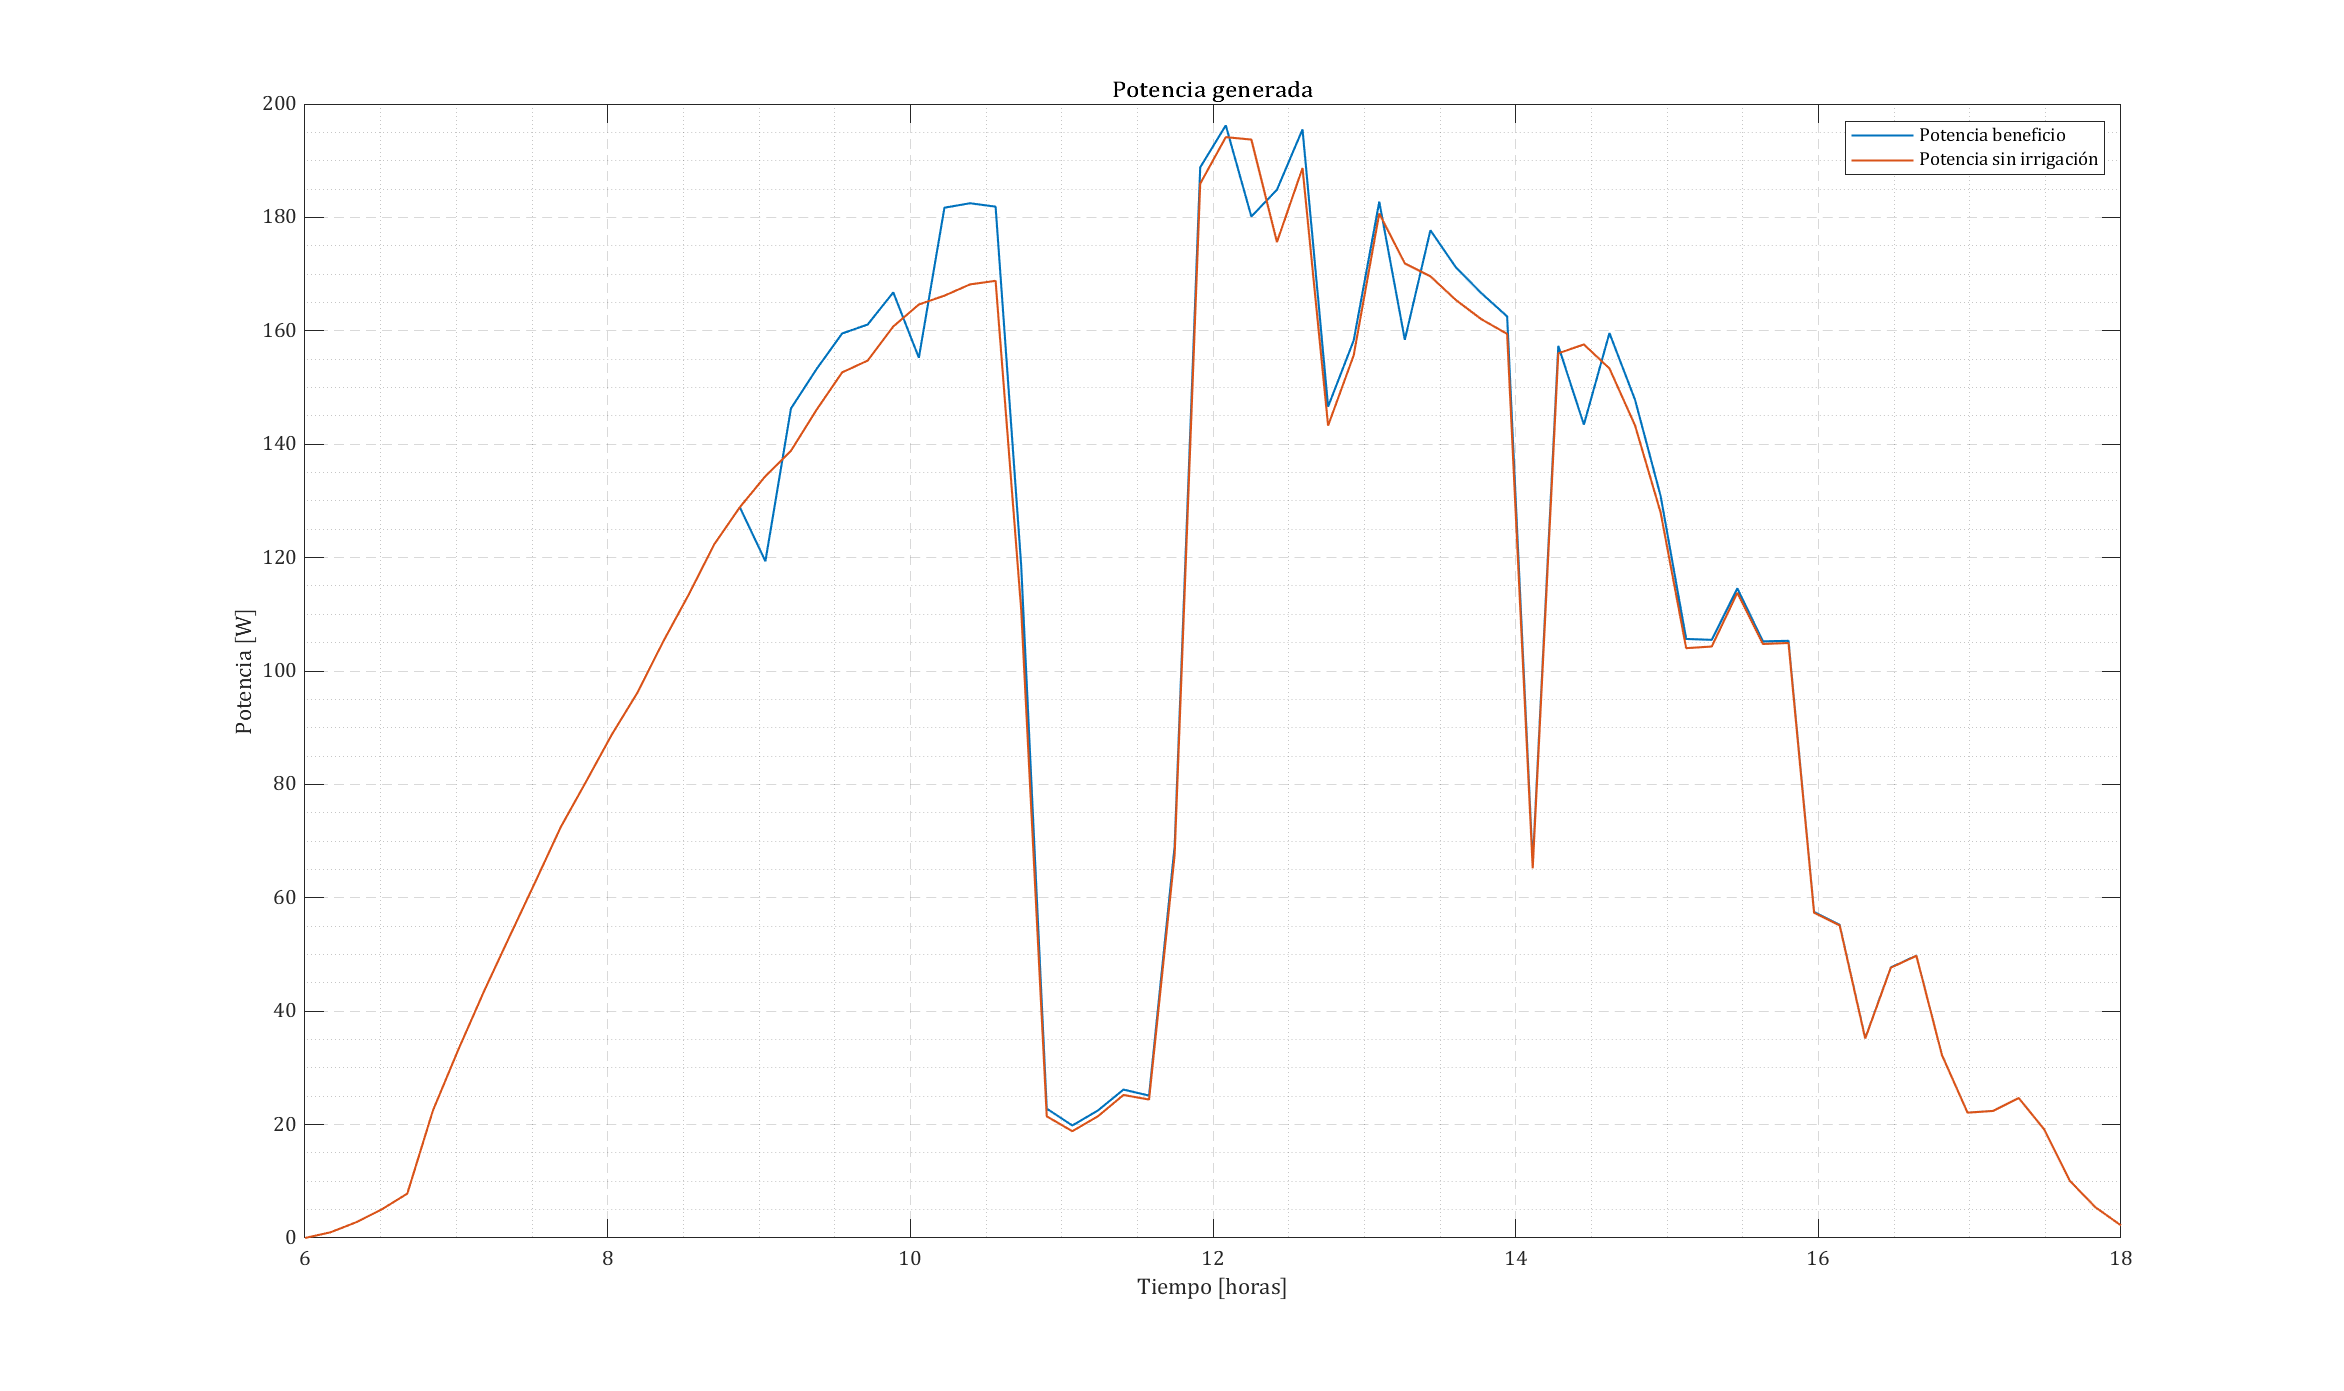 Potencia generada
200
180
160
140
120
100
80
60
40
20
0
Potencia [W]
Potencia beneficio
Potencia sin irrigación
6 8 10 12 14 16 18
Tiempo [horas]